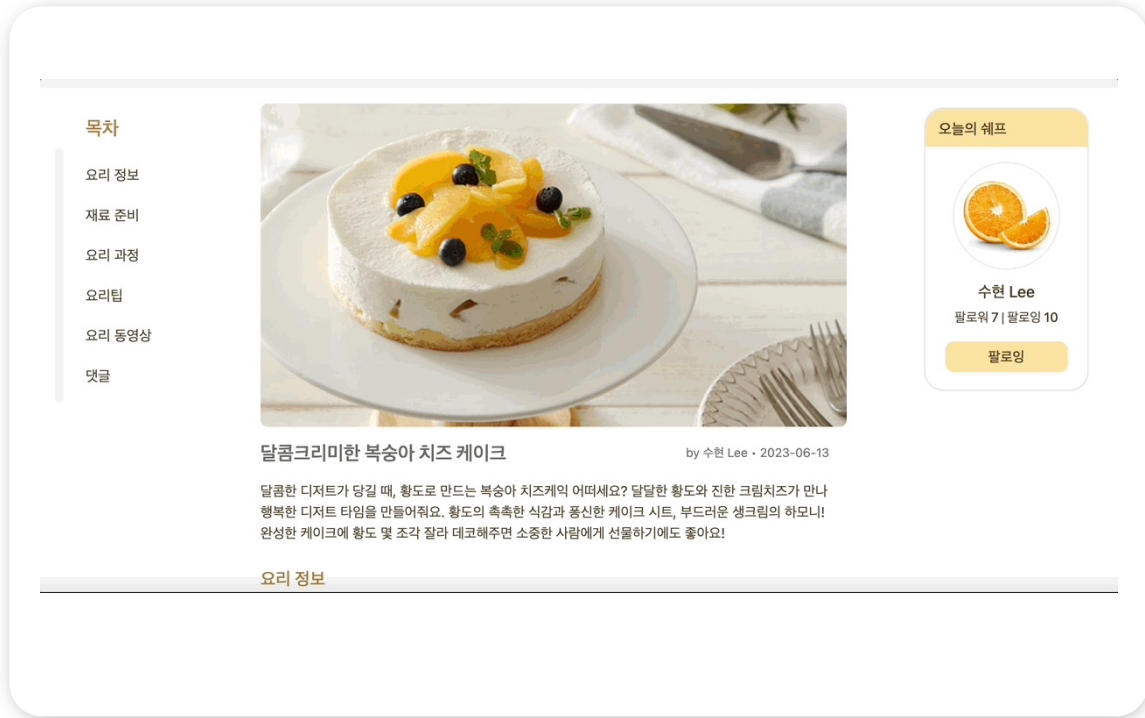 목차
요리 정보
재료 준비
요리 과정
요리팁
요리 동영상
댓글
달콤크리미한 복숭아 치즈 케이크
by 수현 Lee • 2023-06-13
달콤한 디저트가 당길 때, 황도로 만드는 복숭아 치즈케익 어떠세요? 달달한 황도와 진한 크림치즈가 만나
행복한 디저트 타임을 만들어줘요. 황도의 촉촉한 식감과 퐁신한 케이크 시트, 부드러운 생크림의 하모니!
완성한 케이크에 황도 몇 조각 잘라 데코해주면 소중한 사람에게 선물하기에도 좋아요!
요리 정보
오늘의 쉐프
수현 Lee
팔로워 7 | 팔로잉 10
팔로잉